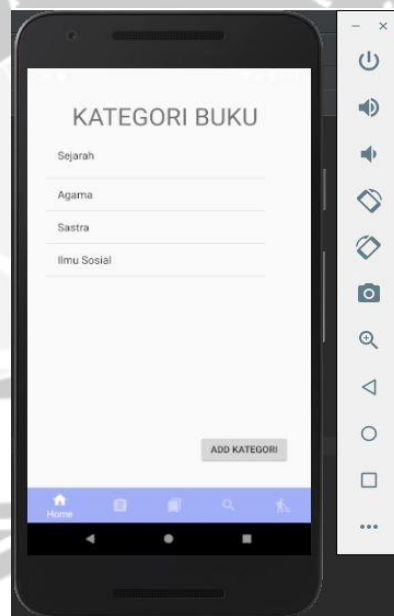 KATEGORI BUKU
Sejarah
Agama
Sastra
Ilmu Sosial
ADD KATEGORI
Home